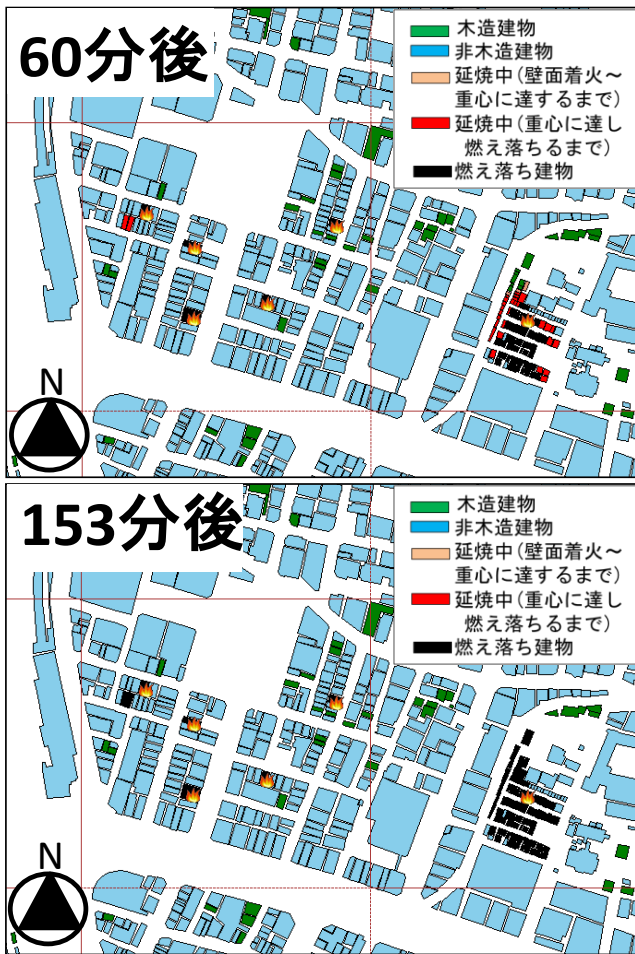 60分後
木造建物
非木造建物
延焼中(壁面着火～
重心に達するまで)
延焼中(重心に達し
燃え落ちるまで)
燃え落ち建物
N
153分後
木造建物
非木造建物
延焼中(壁面着火～
重心に達するまで)
延焼中(重心に達し
燃え落ちるまで)
燃え落ち建物
N